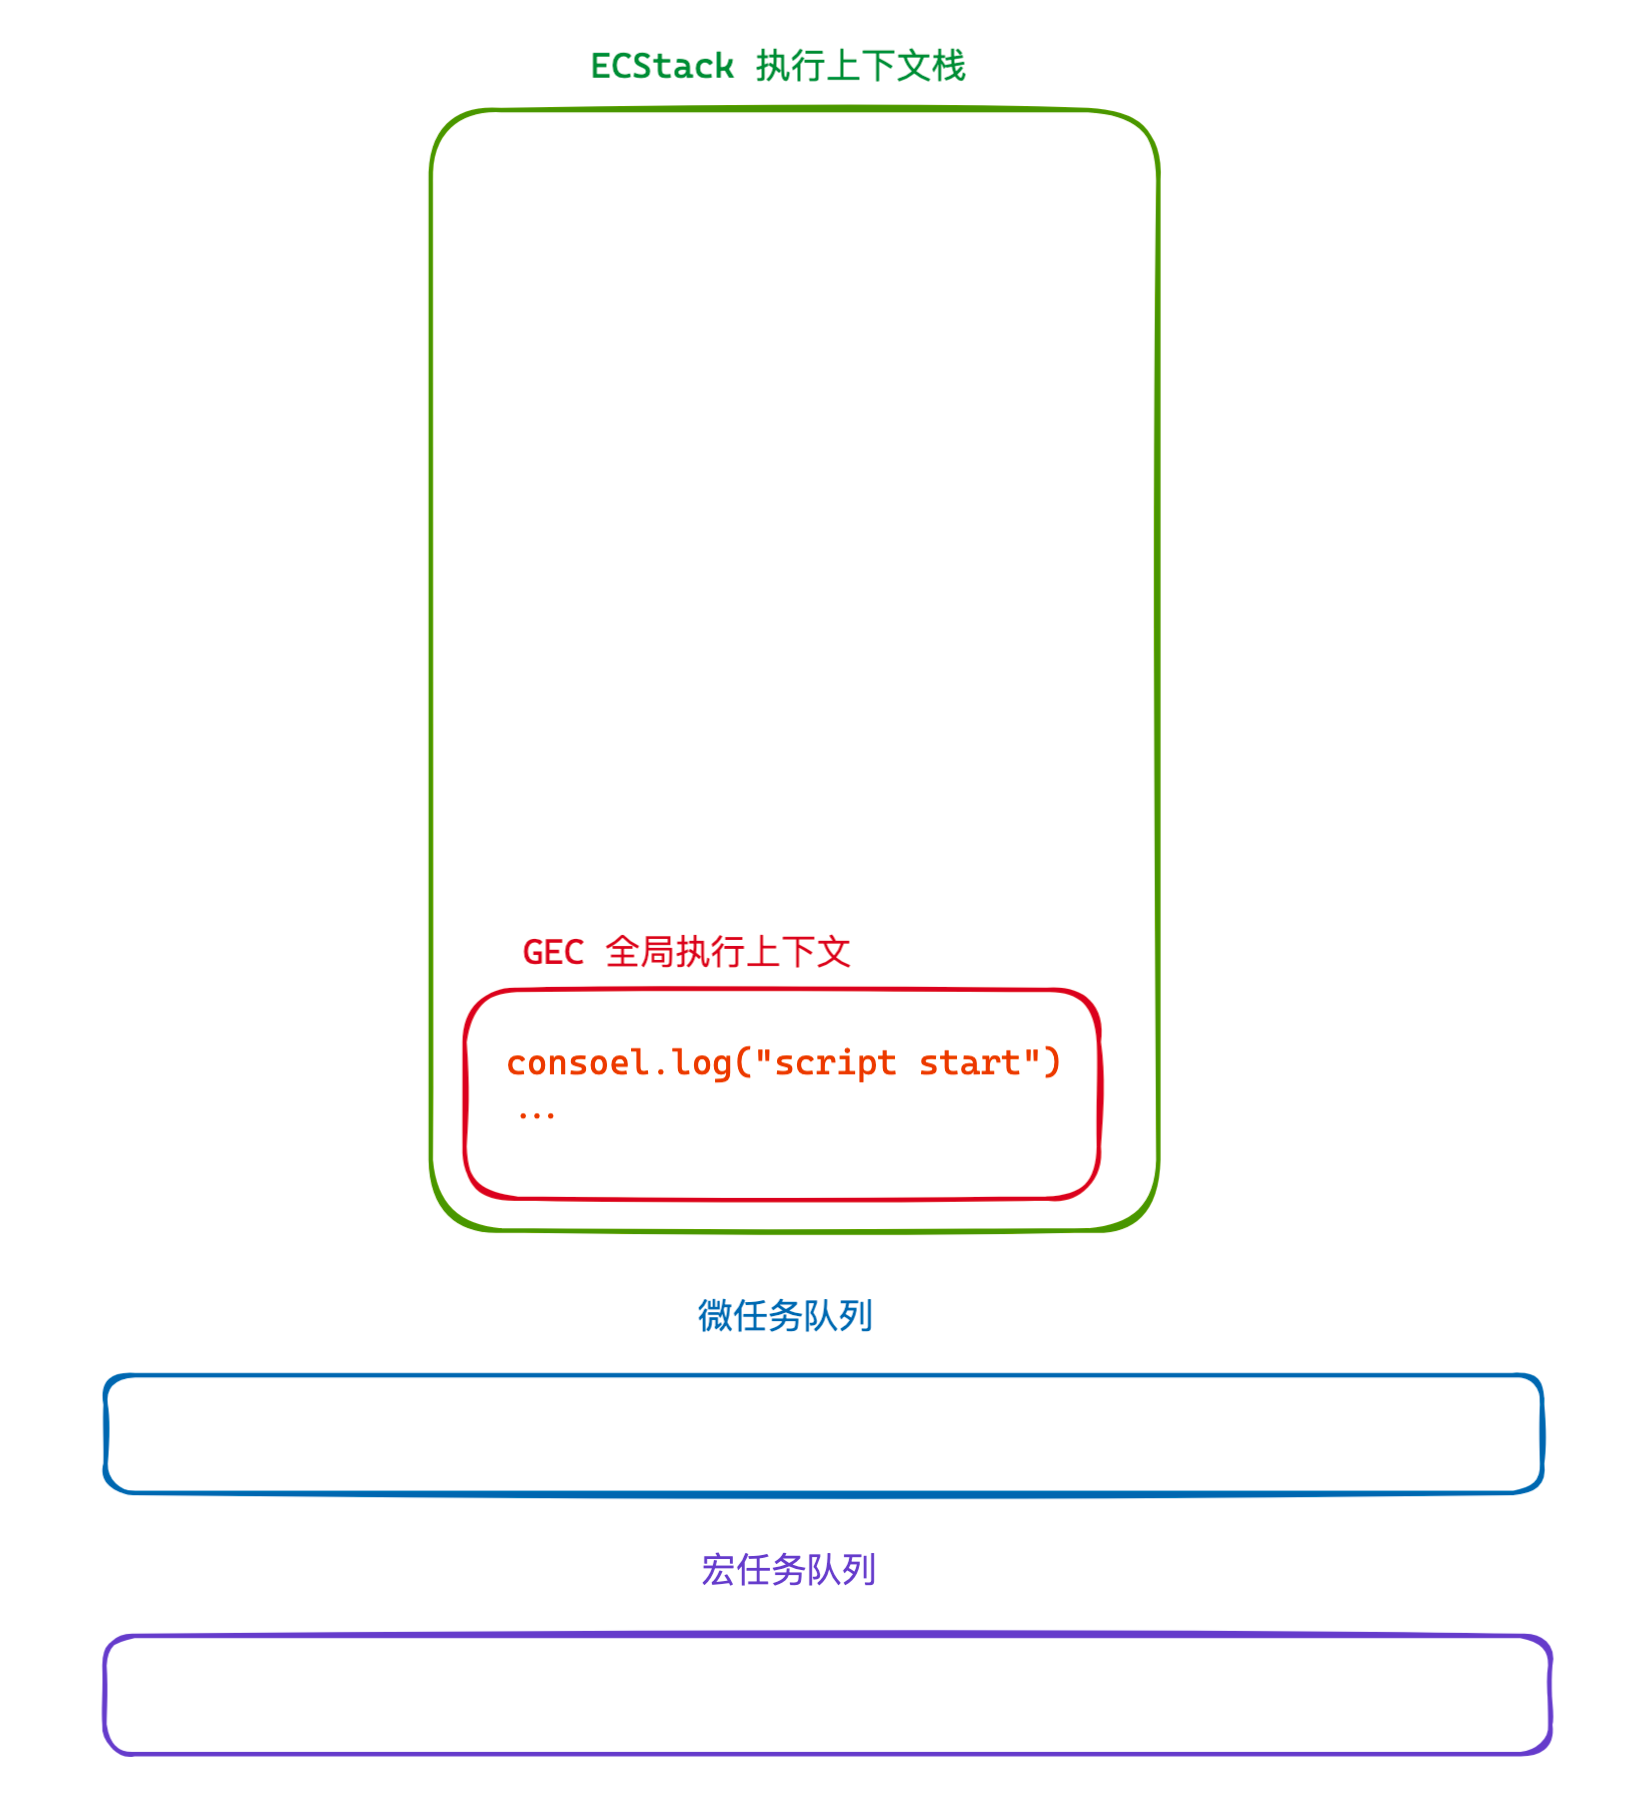 ECStack 执行上下文栈
GEC 全局执行上下文
consoel.log("script start")
...
微任务队列
宏任务队列